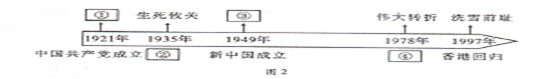 ① 生死攸关 ③ 伟大转折 洗雪前耻
1921年 1935年 1949年 1978年 1997年
中国共产党成立 ② 新中国成立 ④ 香港回归
图 2